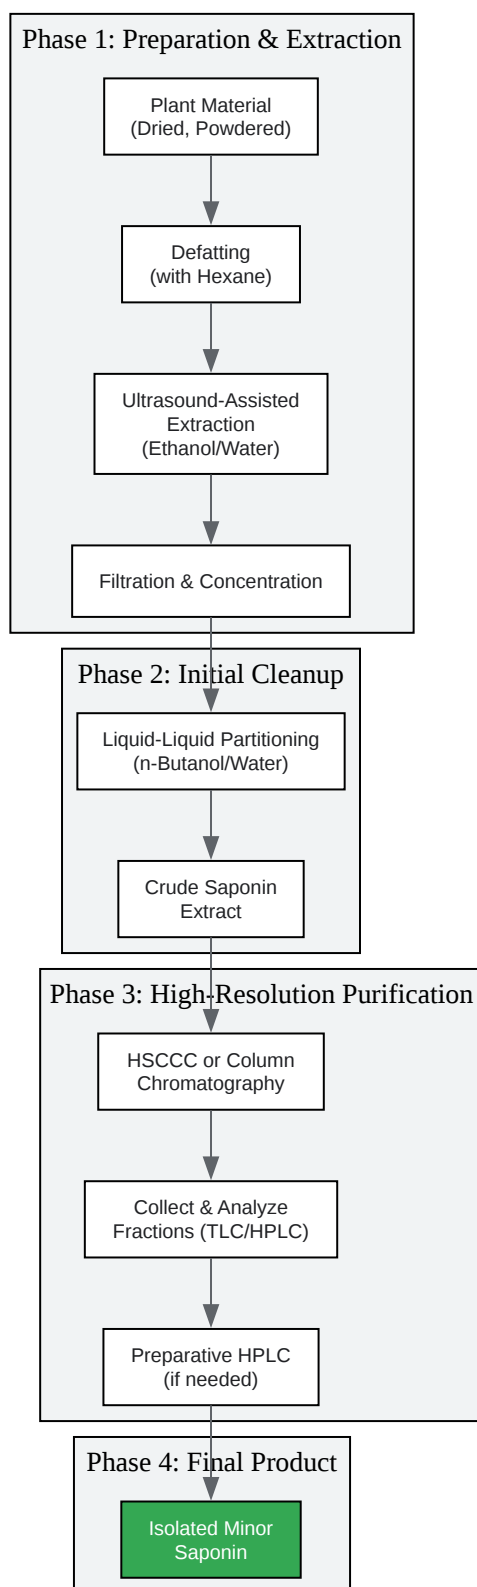 Phase 1: Preparation & Extraction
Plant Material
(Dried, Powdered)
Defatting
(with Hexane)
Ultrasound-Assisted
Extraction
(Ethanol/Water)
Filtration & Concentration
Phase 2: Initial Cleanup
Liquid-Liquid Partitioning
(n-Butanol/Water)
Crude Saponin
Extract
Phase 3: High-Resolution Purification
HSCCC or Column
Chromatography
Collect & Analyze
Fractions (TLC/HPLC)
Preparative HPLC
(if needed)
Phase 4: Final Product
Isolated Minor
Saponin